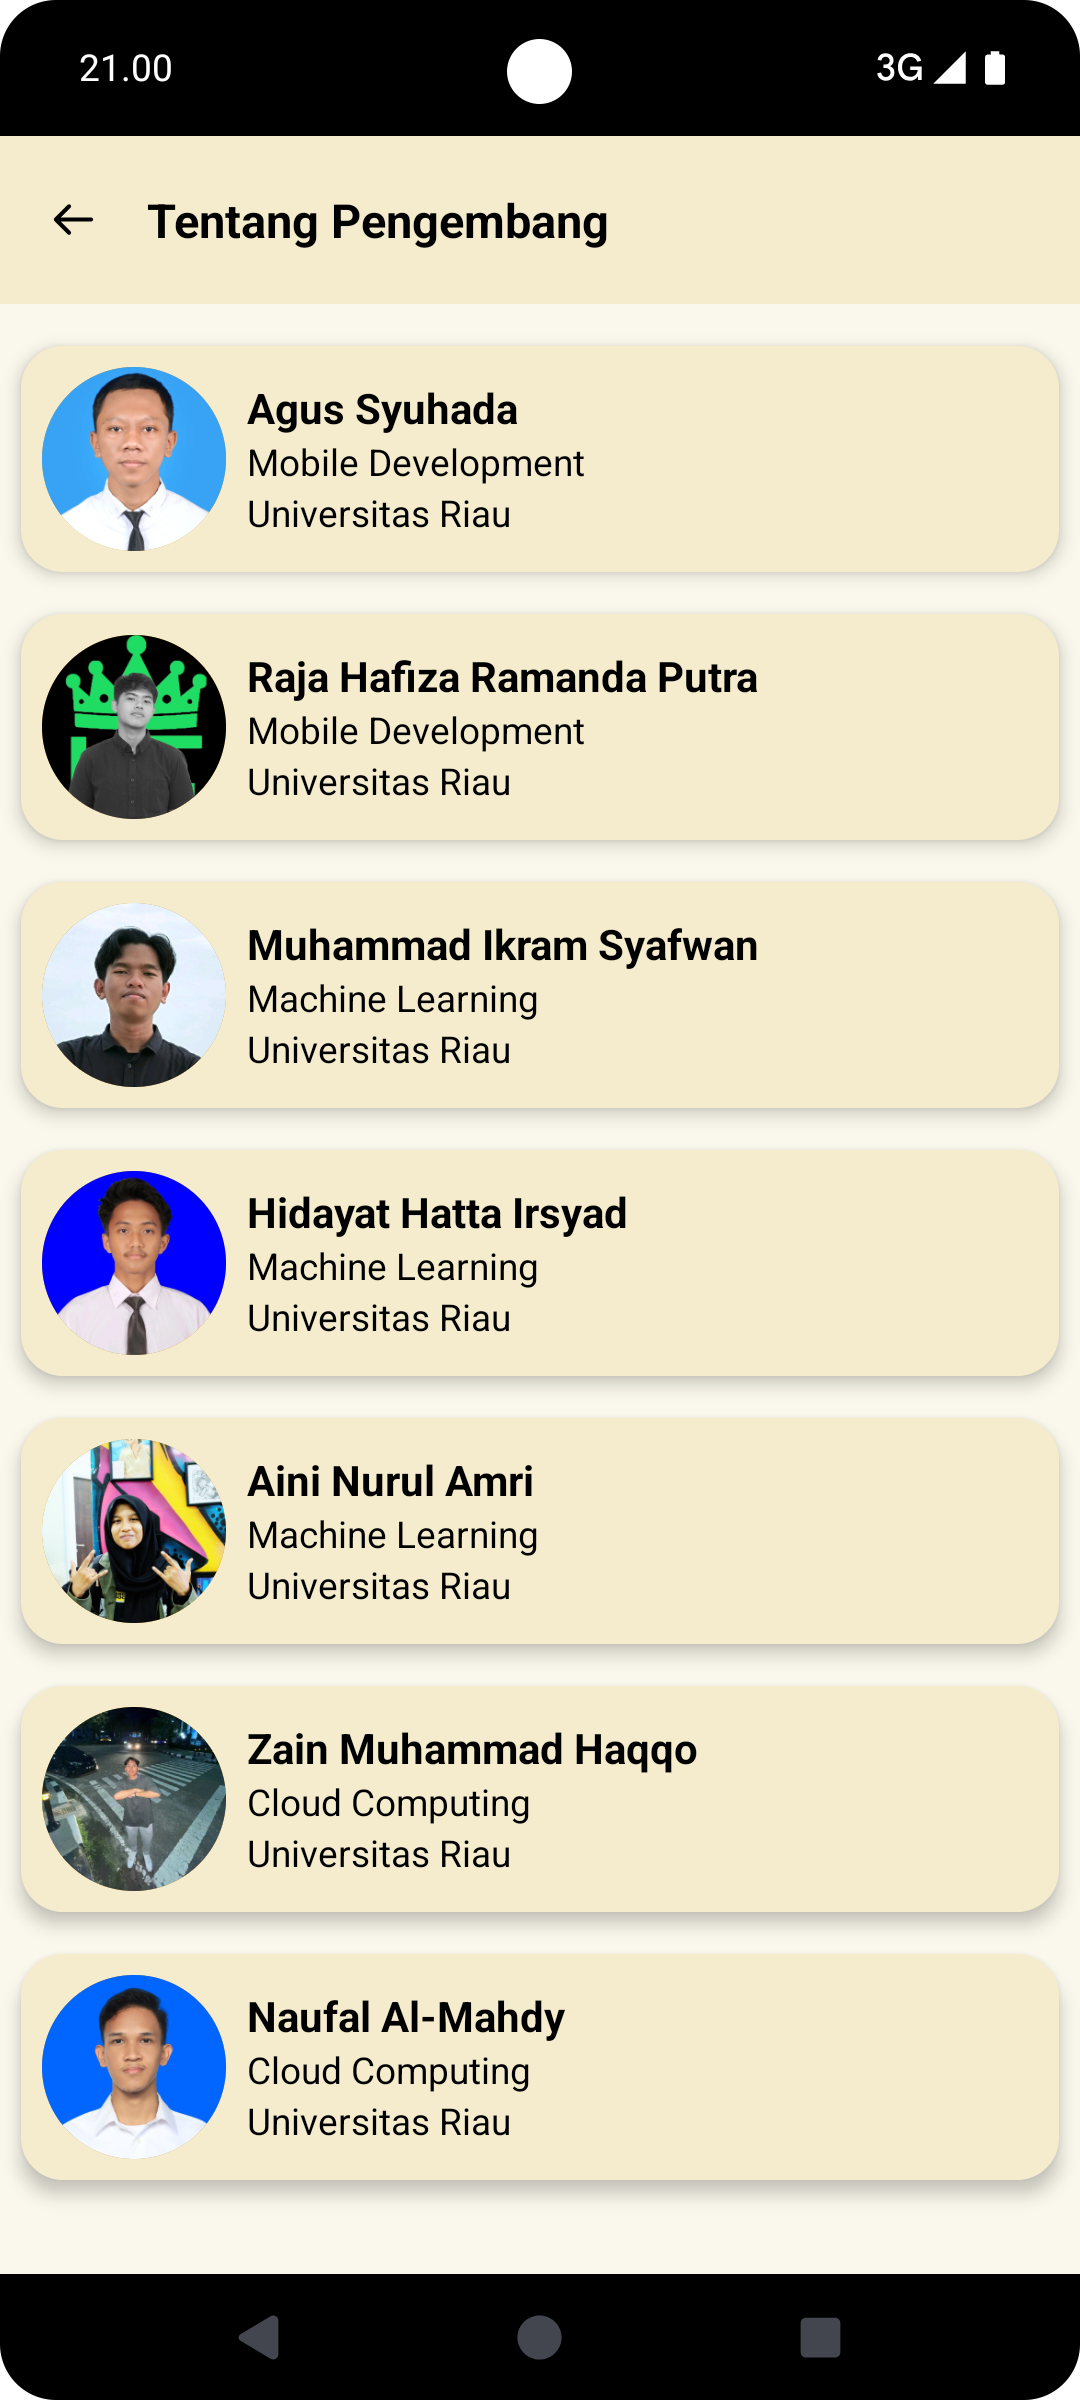 21.00
3G
Tentang Pengembang
Agus Syuhada
Mobile Development
Universitas Riau
Raja Hafiza Ramanda Putra
Mobile Development
Universitas Riau
Muhammad Ikram Syafwan
Machine Learning
Universitas Riau
Hidayat Hatta Irsyad
Machine Learning
Universitas Riau
Aini Nurul Amri
Machine Learning
Universitas Riau
Zain Muhammad Haqqo
Cloud Computing
Universitas Riau
Naufal Al-Mahdy
Cloud Computing
Universitas Riau